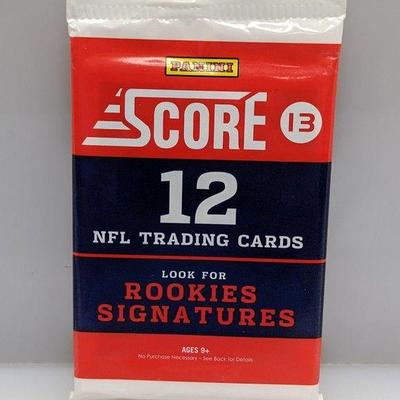 PANINI
SCORE 13
12
NFL TRADING CARDS
LOOK FOR
ROOKIES
SIGNATURES
AGES 9+
No Purchase Necessary – See Back for Details